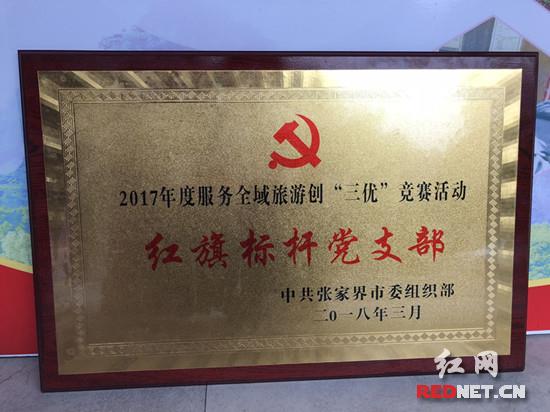 2017年度服务全域旅游创“三优”竞赛活动
红旗标杆党支部
中共张家界市委组织部
二0一八年三月
红网
REDNET.CN